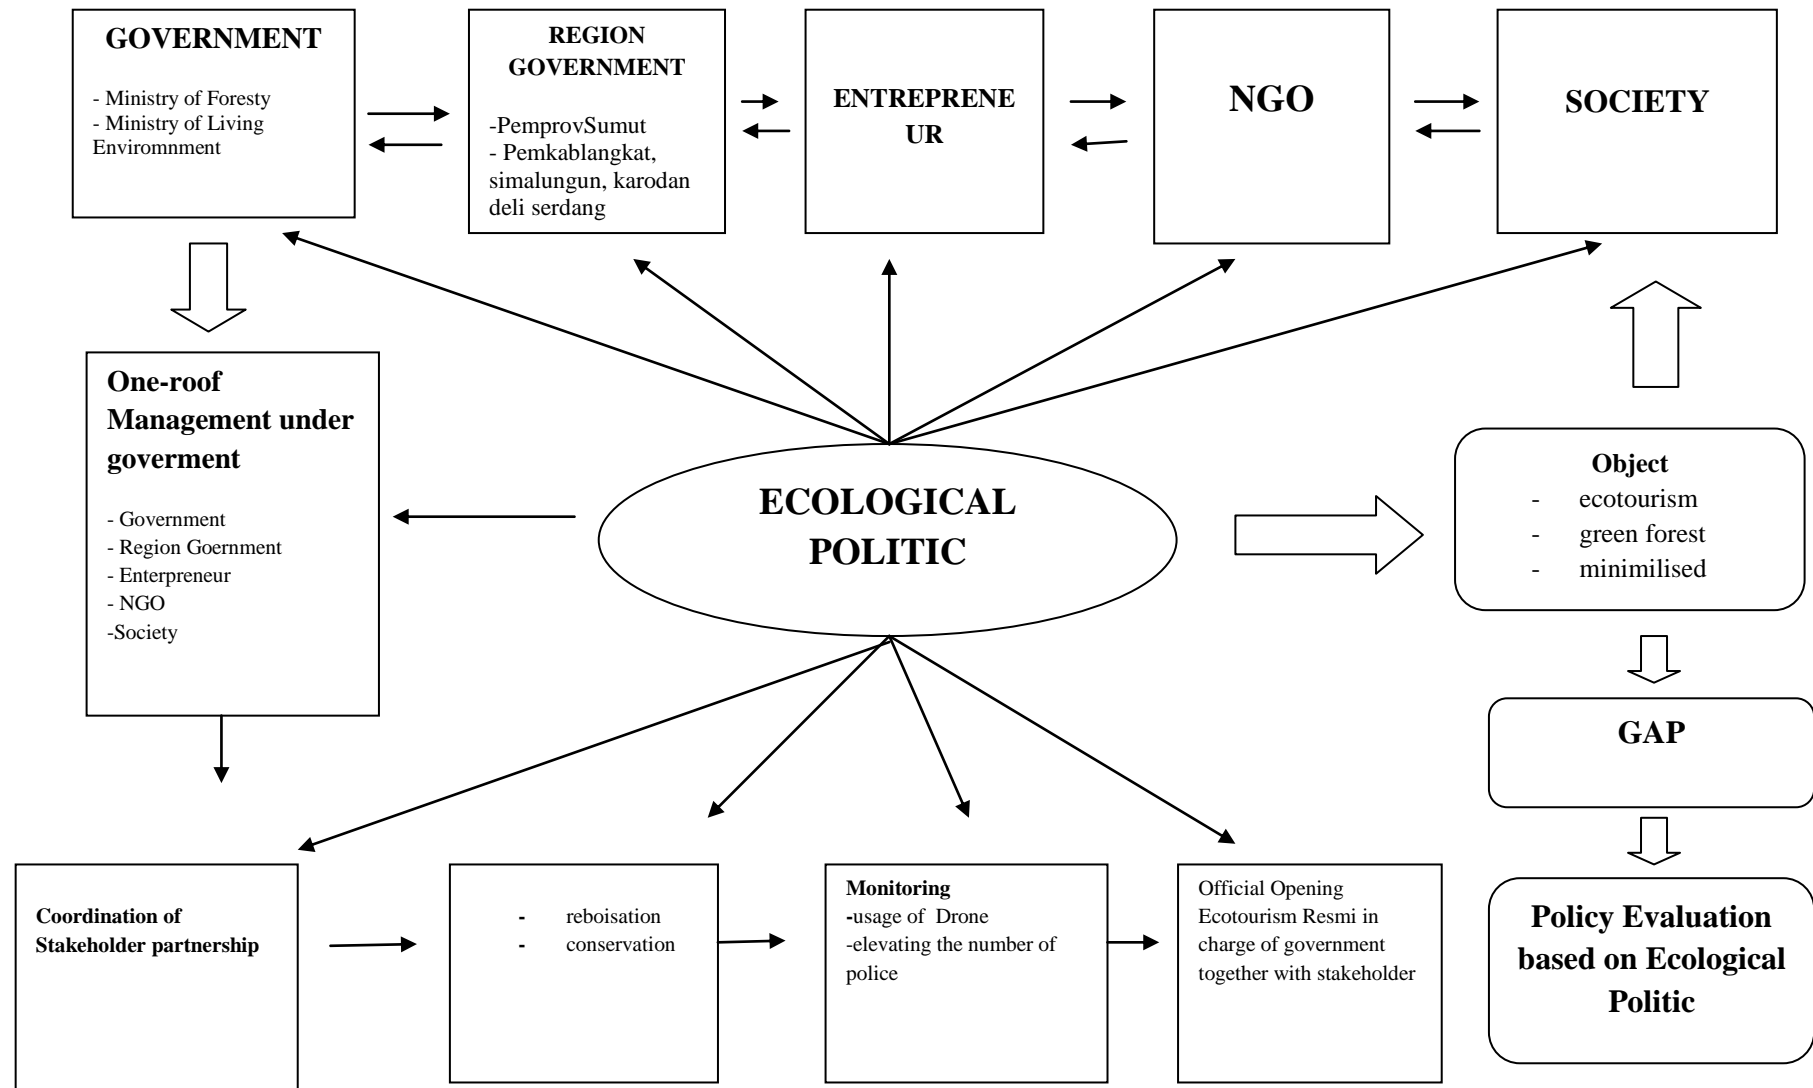 GOVERNMENT
- Ministry of Foresty
- Ministry of Living
Enviromnment
REGION
GOVERNMENT
-PemprovSumut
- Pemkablangkat,
simalungun, karodan
deli serdang
ENTREPRENE
UR
NGO
SOCIETY
One-roof
Management under
goverment
- Government
- Region Goernment
- Enterpreneur
- NGO
-Society
ECOLOGICAL
POLITIC
Object
- ecotourism
- green forest
- minimilised
GAP
Coordination of
Stakeholder partnership
- reboisation
- conservation
Monitoring
-usage of Drone
-elevating the number of
police
Official Opening
Ecotourism Resmi in
charge of government
together with stakeholder
Policy Evaluation
based on Ecological
Politic